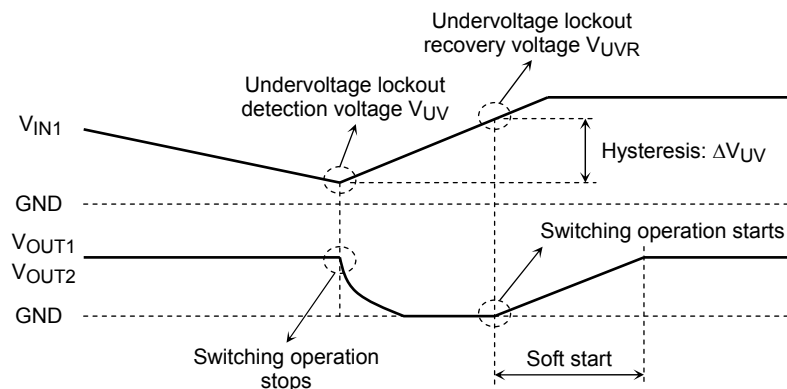 Undervoltage lockout
recovery voltage VUVR
Undervoltage lockout
detection voltage VUV
VIN1
Hysteresis: ΔVUV
GND
VOUT1
VOUT2
Switching operation starts
GND
Switching operation
stops
Soft start